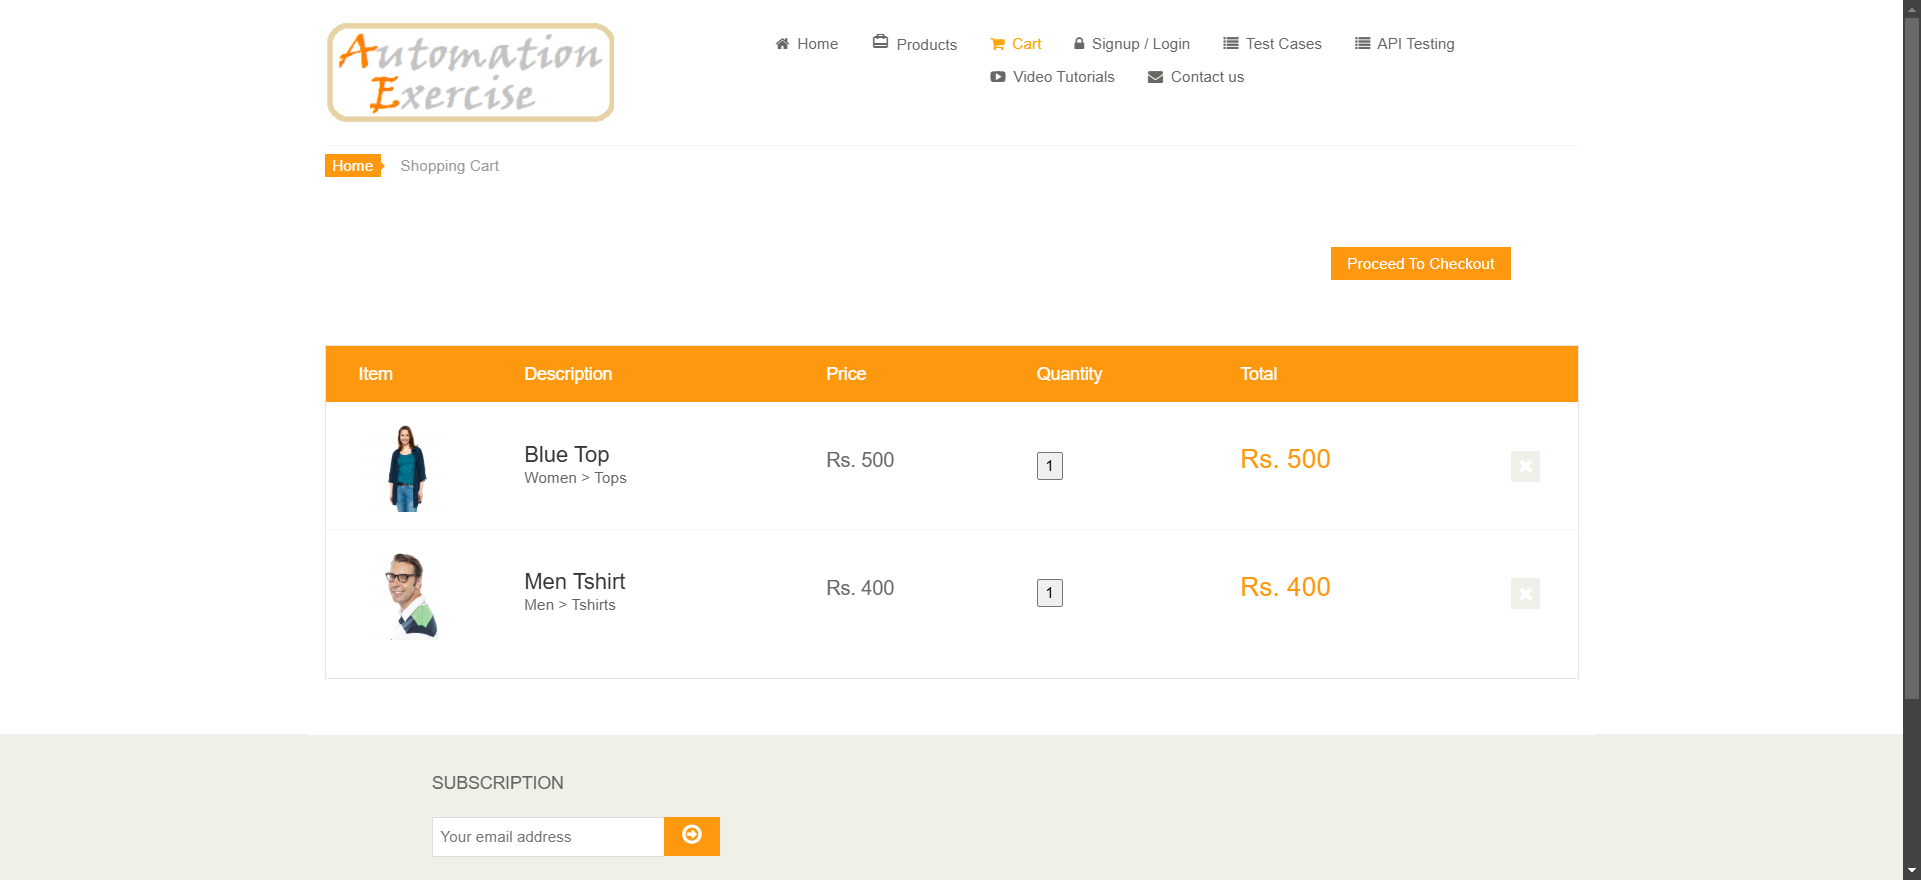 Automation
Exercise
Home
Products
Cart
Signup / Login
Test Cases
API Testing
Video Tutorials
Contact us
Home
Shopping Cart
Proceed To Checkout
Item Description Price Quantity Total
Blue Top
Women > Tops
Rs. 500
1
Rs. 500
Men Tshirt
Men > Tshirts
Rs. 400
1
Rs. 400
SUBSCRIPTION
Your email address